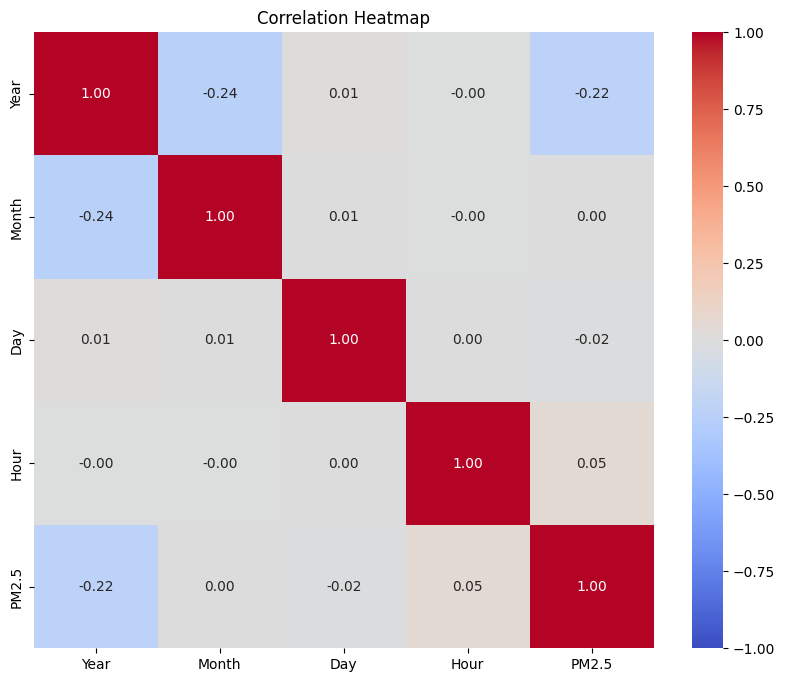 Correlation Heatmap
Year 1.00 -0.24 0.01 -0.00 -0.22
Month -0.24 1.00 0.01 -0.00 0.00
Day 0.01 0.01 1.00 0.00 -0.02
Hour -0.00 -0.00 0.00 1.00 0.05
PM2.5 -0.22 0.00 -0.02 0.05 1.00
Year Month Day Hour PM2.5
1.00
0.75
0.50
0.25
0.00
−0.25
−0.50
−0.75
−1.00